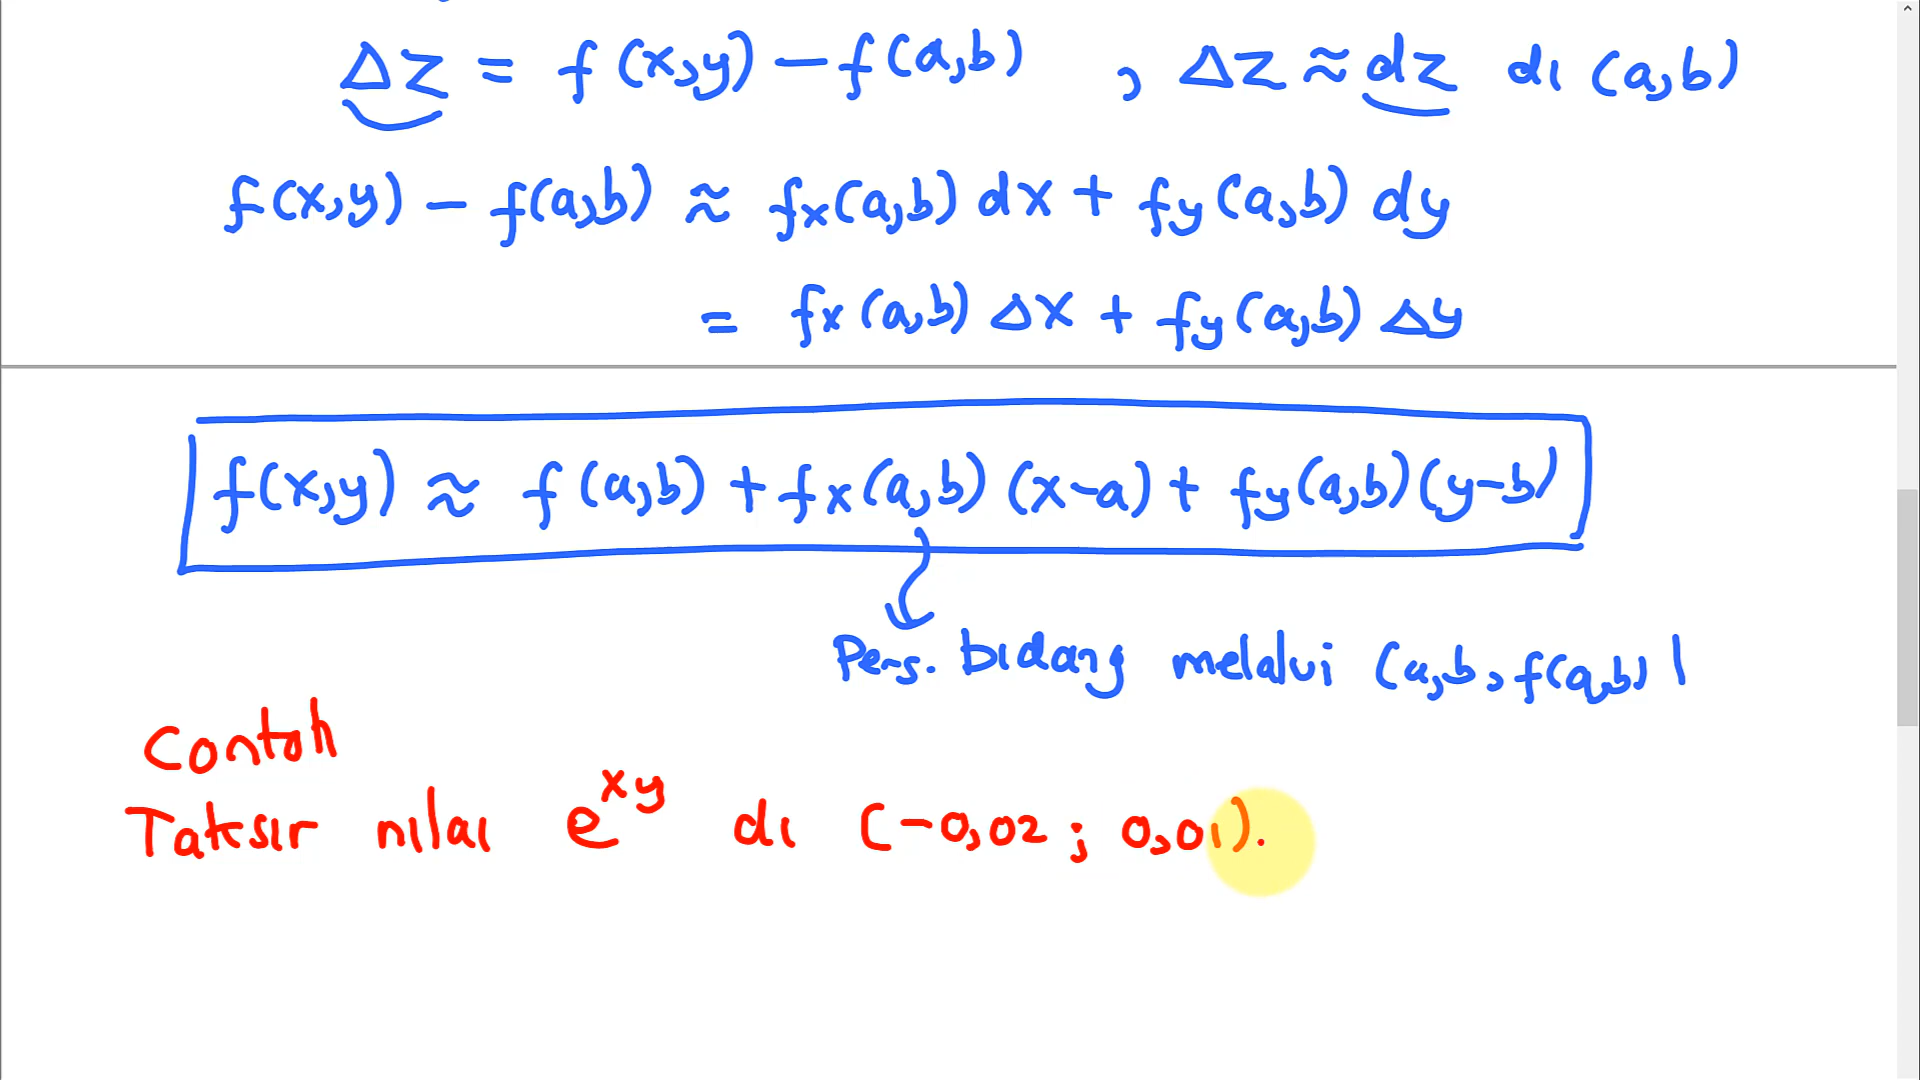 Δz = f(x,y) − f(a,b) , Δz ≈ dz di (a,b)
f(x,y) − f(a,b) ≈ fx(a,b) dx + fy(a,b) dy
= fx(a,b) Δx + fy(a,b) Δy
f(x,y) ≈ f(a,b) + fx(a,b)(x−a) + fy(a,b)(y−b)
Pers. bidang melalui (a,b,f(a,b))
Contoh
Taksir nilai e^xy di (−0,02 ; 0,01).